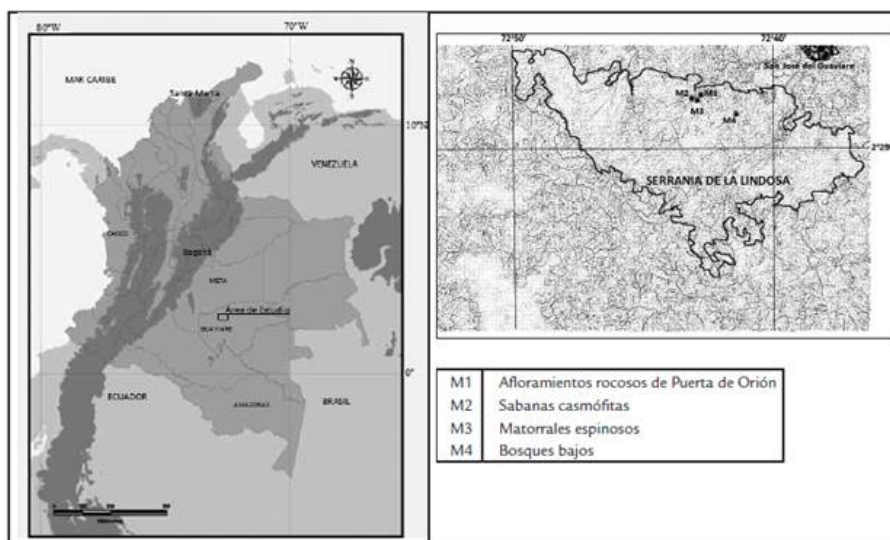 80°W
70°W
MAR CARIBE
Santa Marta
10°N
VENEZUELA
CHOCO
Bogotá
META
Área de Estudio
GUAVIARE
0°
ECUADOR
AMAZONAS
BRASIL
72°50'
72°40'
San José del Guaviare
M2
M1
M3
M4
2°29'
SERRANIA DE LA LINDOSA
M1 Afloramientos rocosos de Puerta de Orión
M2 Sabanas casmófitas
M3 Matorrales espinosos
M4 Bosques bajos